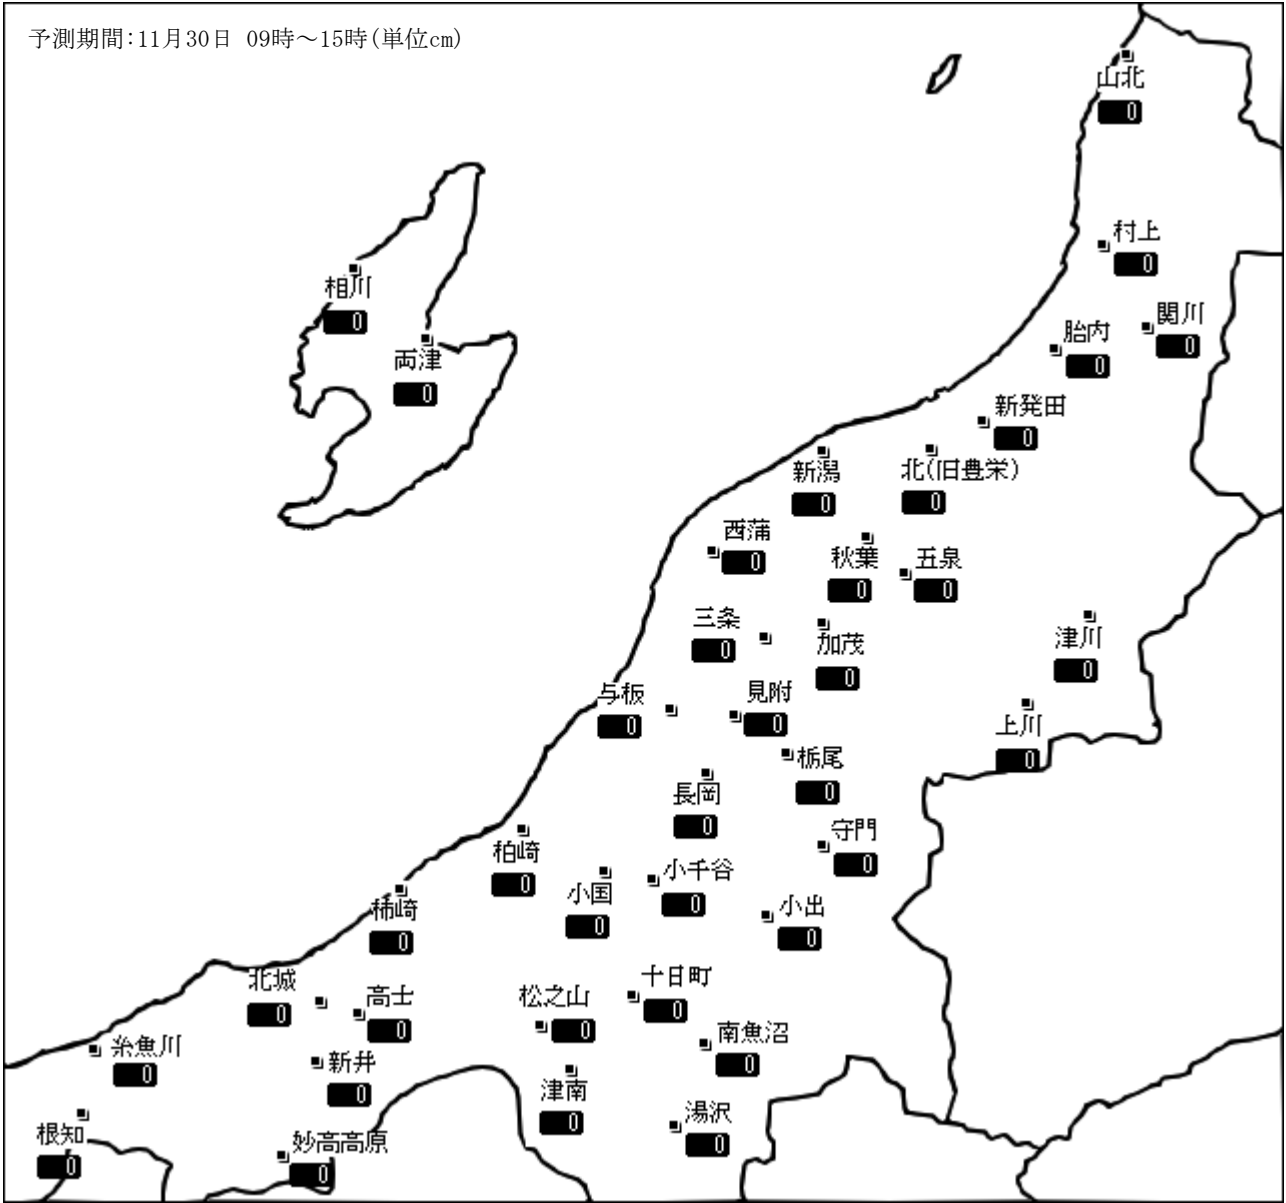 予測期間:11月30日 09時～15時(単位cm)
山北
0
村上
0
相川
0
関川
0
胎内
0
両津
0
新発田
0
新潟
0
北(旧豊栄)
0
西蒲
0
秋葉
0
五泉
0
三条
0
加茂
0
津川
0
与板
0
見附
0
上川
0
栃尾
0
長岡
0
守門
0
柏崎
0
小国
0
小千谷
0
柿崎
0
小出
0
北城
0
高士
0
松之山
0
十日町
0
南魚沼
0
糸魚川
0
新井
0
津南
0
湯沢
0
根知
0
妙高高原
0